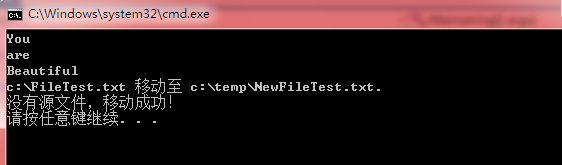 C:\Windows\system32\cmd.exe
You
are
Beautiful
c:\FileTest.txt 移动至 c:\temp\NewFileTest.txt.
没有源文件，移动成功！
请按任意键继续. . .